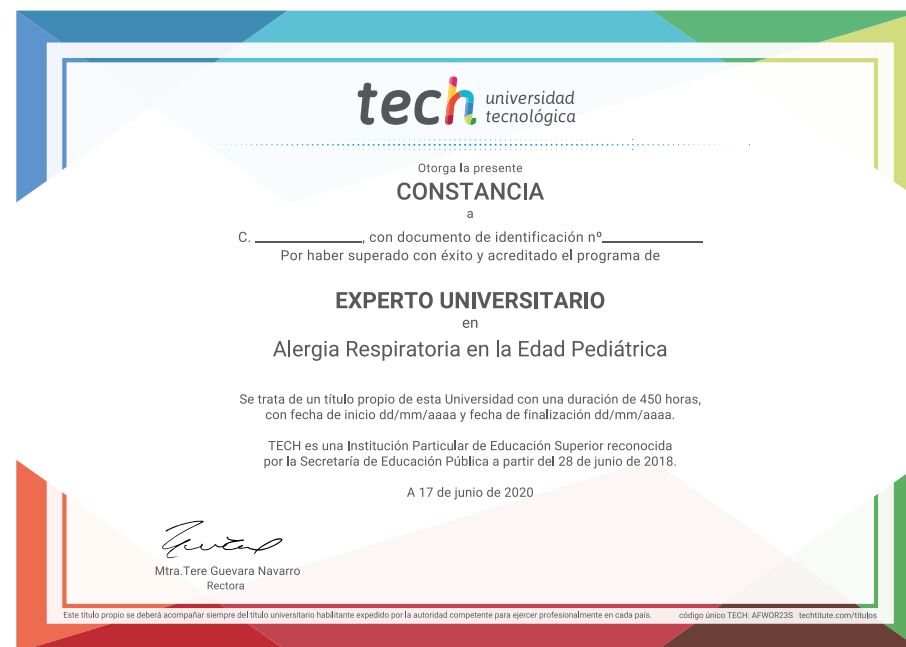 tech universidad
tecnológica
Otorga la presente
CONSTANCIA
a
C. ____________, con documento de identificación nº____________
Por haber superado con éxito y acreditado el programa de
EXPERTO UNIVERSITARIO
en
Alergia Respiratoria en la Edad Pediátrica
Se trata de un título propio de esta Universidad con una duración de 450 horas,
con fecha de inicio dd/mm/aaaa y fecha de finalización dd/mm/aaaa.
TECH es una Institución Particular de Educación Superior reconocida
por la Secretaría de Educación Pública a partir del 28 de junio de 2018.
A 17 de junio de 2020
Mtra.Tere Guevara Navarro
Rectora
Este título propio se deberá acompañar siempre del título universitario habilitante expedido por la autoridad competente para ejercer profesionalmente en cada país. código único TECH: AFWOR23S techtitute.com/titulos